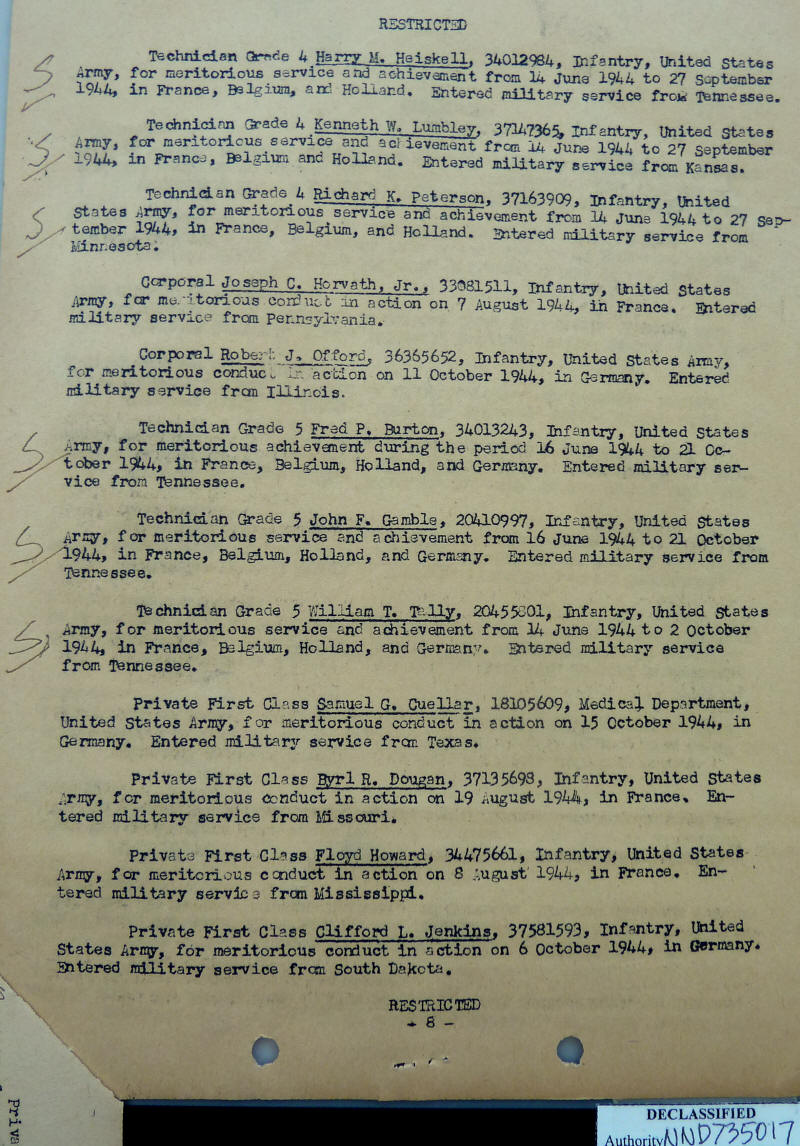 RESTRICTED
Technician Grade 4 Harry M. Heiskell, 34012984, Infantry, United States
Army, for meritorious service and achievement from 14 June 1944 to 27 September
1944, in France, Belgium, and Holland. Entered military service from Tennessee.
Technician Grade 4 Kenneth W. Lumbley, 37147365, Infantry, United States
Army, for meritorious service and achievement from 14 June 1944 to 27 September
1944, in France, Belgium and Holland. Entered military service from Kansas.
Technician Grade 4 Richard K. Peterson, 37163909, Infantry, United
States Army, for meritorious service and achievement from 14 June 1944 to 27 Sep-
tember 1944, in France, Belgium, and Holland. Entered military service from
Minnesota.
Corporal Joseph C. Horvath, Jr., 33081511, Infantry, United States
Army, for meritorious conduct in action on 7 August 1944, in France. Entered
military service from Pennsylvania.
Corporal Robert J. Offord, 36365652, Infantry, United States Army,
for meritorious conduct in action on 11 October 1944, in Germany. Entered
military service from Illinois.
Technician Grade 5 Fred P. Burton, 34013243, Infantry, United States
Army, for meritorious achievement during the period 16 June 1944 to 21 Oc-
tober 1944, in France, Belgium, Holland, and Germany. Entered military ser-
vice from Tennessee.
Technician Grade 5 John F. Gamble, 20410997, Infantry, United States
Army, for meritorious service and achievement from 16 June 1944 to 21 October
1944, in France, Belgium, Holland, and Germany. Entered military service from
Tennessee.
Technician Grade 5 William T. Tally, Infantry, United States
Army, for meritorious service and achievement from 14 June 1944 to 2 October
1944, in France, Belgium, Holland, and Germany. Entered military service
from Tennessee.
Private First Class Samuel G. Cuellar, 18105609, Medical Department,
United States Army, for meritorious conduct in action on 15 October 1944, in
Germany. Entered military service from Texas.
Private First Class Byrl R. Dougan, 37135698, Infantry, United States
Army, for meritorious conduct in action on 19 August 1944, in France. En-
tered military service from Missouri.
Private First Class Floyd Howard, 34475661, Infantry, United States
Army, for meritorious conduct in action on 8 August 1944, in France. En-
tered military service from Mississippi.
Private First Class Clifford L. Jenkins, 37581593, Infantry, United
States Army, for meritorious conduct in action on 6 October 1944, in Germany.
Entered military service from South Dakota.
RESTRICTED
- 8 -
Priva
DECLASSIFIED
Authority NND735017